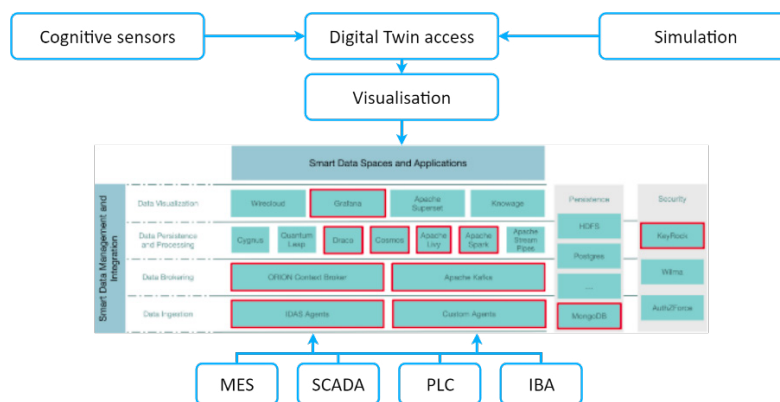 Cognitive sensors
Digital Twin access
Simulation
Visualisation
Smart Data Spaces and Applications
Smart Data Management and
Integration
Data Visualization
Wirecloud
Grafana
Apache
Superset
Knowage
Data Persistence
and Processing
Cygnus
Quantum
Leap
Draco
Cosmos
Apache
Livy
Apache
Spark
Apache
Stream
Pipes
Data Brokering
ORION Context Broker
Apache Kafka
Data Ingestion
IDAS Agents
Custom Agents
Persistence
HDFS
Postgres
...
MongoDB
Security
KeyRock
Wilma
AuthZForce
MES
SCADA
PLC
IBA